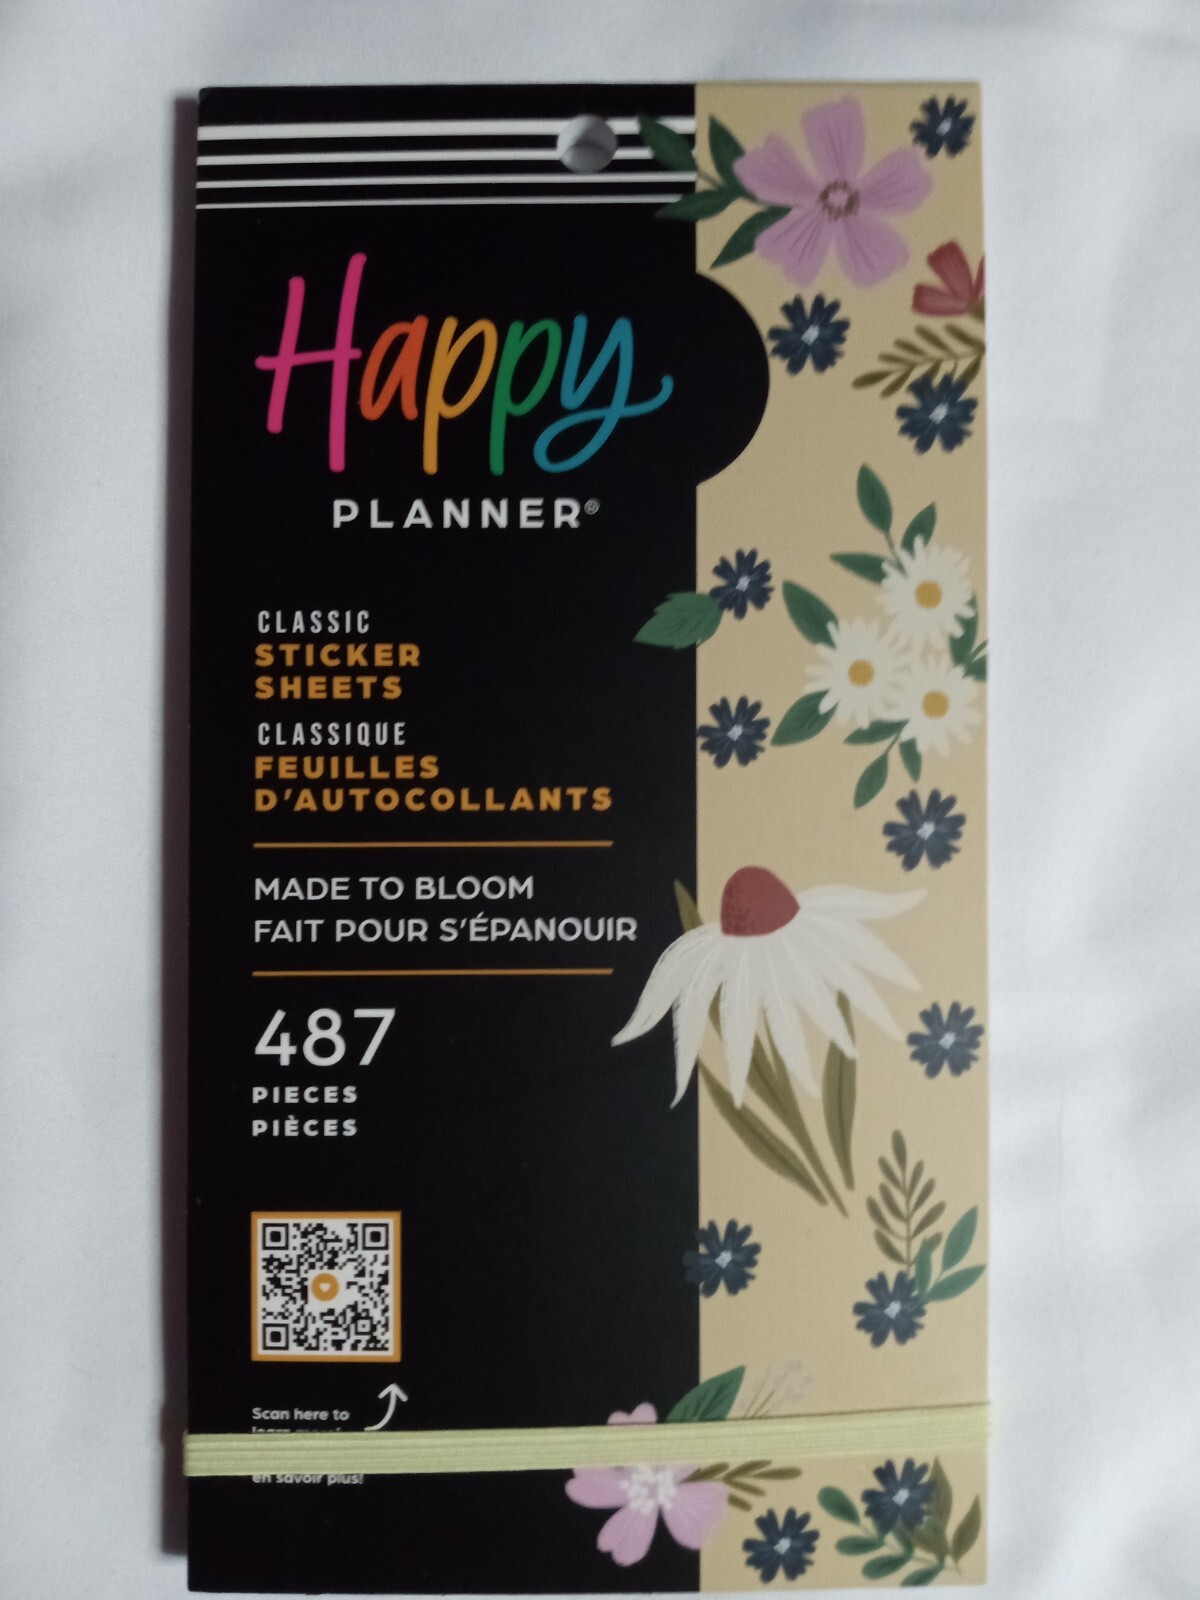 Happy
PLANNER®
CLASSIC
STICKER
SHEETS
CLASSIQUE
FEUILLES
D'AUTOCOLLANTS
MADE TO BLOOM
FAIT POUR S'ÉPANOUIR
487
PIECES
PIÈCES
Scan here to
en savoir plus!